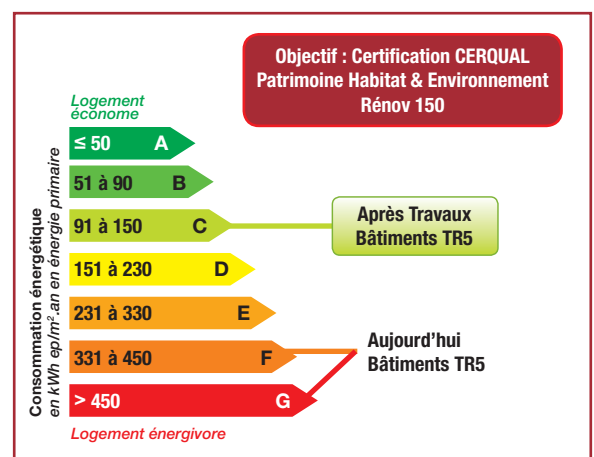 Objectif : Certification CERQUAL
Patrimoine Habitat & Environnement
Rénov 150
Logement
économe
≤ 50 A
51 à 90 B
91 à 150 C
Après Travaux
Bâtiments TR5
151 à 230 D
231 à 330 E
331 à 450 F
Aujourd’hui
Bâtiments TR5
> 450 G
Logement énergivore
Consommation énergétique
en kWh ep/m².an en énergie primaire